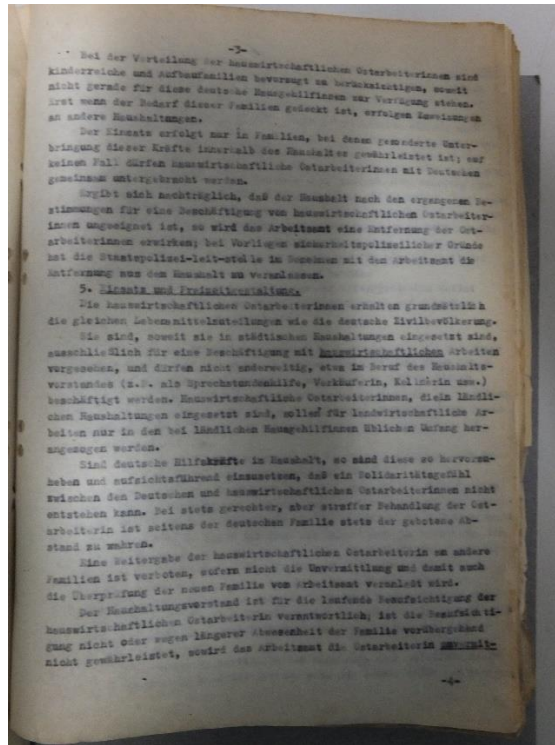 -3-
Bei der Verteilung der hauswirtschaftlichen Ostarbeiterinnen sind
kinderreiche und Aufbaufamilien bevorzugt zu berücksichtigen, soweit
nicht gerade für diese deutsche Hausgehilfinnen zur Verfügung stehen.
Erst wenn der Bedarf dieser Familien gedeckt ist, erfolgen Zuweisungen
an andere Haushaltungen.
Der Einsatz erfolgt nur in Familien, bei denen gesonderte Unter-
bringung dieser Kräfte innerhalb des Haushaltes gewährleistet ist; auf
keinen Fall dürfen hauswirtschaftliche Ostarbeiterinnen mit Deutschen
gemeinsam untergebracht werden.
Ergibt sich nachträglich, daß der Haushalt nach den ergangenen Be-
stimmungen für eine Beschäftigung von hauswirtschaftlichen Ostarbeiter-
innen ungeeignet ist, so wird das Arbeitsamt eine Entfernung der Ost-
arbeiterinnen erwirken; bei Vorliegen sicherheitspolizeilicher Gründe
hat die Staatspolizei-leit-stelle im Benehmen mit dem Arbeitsamt die
Entfernung aus dem Haushalt zu veranlassen.
5. Einsatz und Freizeitgestaltung.
Die hauswirtschaftlichen Ostarbeiterinnen erhalten grundsätzlich
die gleichen Lebensmittelzuteilungen wie die deutsche Zivilbevölkerung.
Sie sind, soweit sie in städtischen Haushaltungen eingesetzt sind,
ausschließlich für eine Beschäftigung mit hauswirtschaftlichen Arbeiten
vorgesehen, und dürfen nicht anderweitig, etwa im Beruf des Haushalts-
vorstandes (z.B. als Sprechstundenhilfe, Verkäuferin, Kellnerin usw.)
beschäftigt werden. Hauswirtschaftliche Ostarbeiterinnen, diein ländli-
chen Haushaltungen eingesetzt sind, sollen für landwirtschaftliche Ar-
beiten nur in dem bei ländlichen Hausgehilfinnen üblichen Umfang her-
angezogen werden.
Sind deutsche Hilfskräfte im Haushalt, so sind diese so hervorzu-
heben und aufsichtsführend einzusetzen, daß ein Solidaritätsgefühl
zwischen den Deutschen und hauswirtschaftlichen Ostarbeiterinnen nicht
entstehen kann. Bei stets gerechter, aber straffer Behandlung der Ost-
arbeiterin ist seitens der deutschen Familie stets der gebotene Ab-
stand zu wahren.
Eine Weitergabe der hauswirtschaftlichen Ostarbeiterin an andere
Familien ist verboten, sofern nicht die Umvermittlung und damit auch
die Überprüfung der neuen Familie vom Arbeitsamt veranlaßt wird.
Der Haushaltungsvorstand ist für die laufende Beaufsichtigung der
hauswirtschaftlichen Ostarbeiterin verantwortlich; ist die Beaufsichti-
gung nicht oder wegen längerer Abwesenheit der Familie vorübergehend
nicht gewährleistet, sowird das Arbeitsamt die Ostarbeiterin umvermit-
-4-